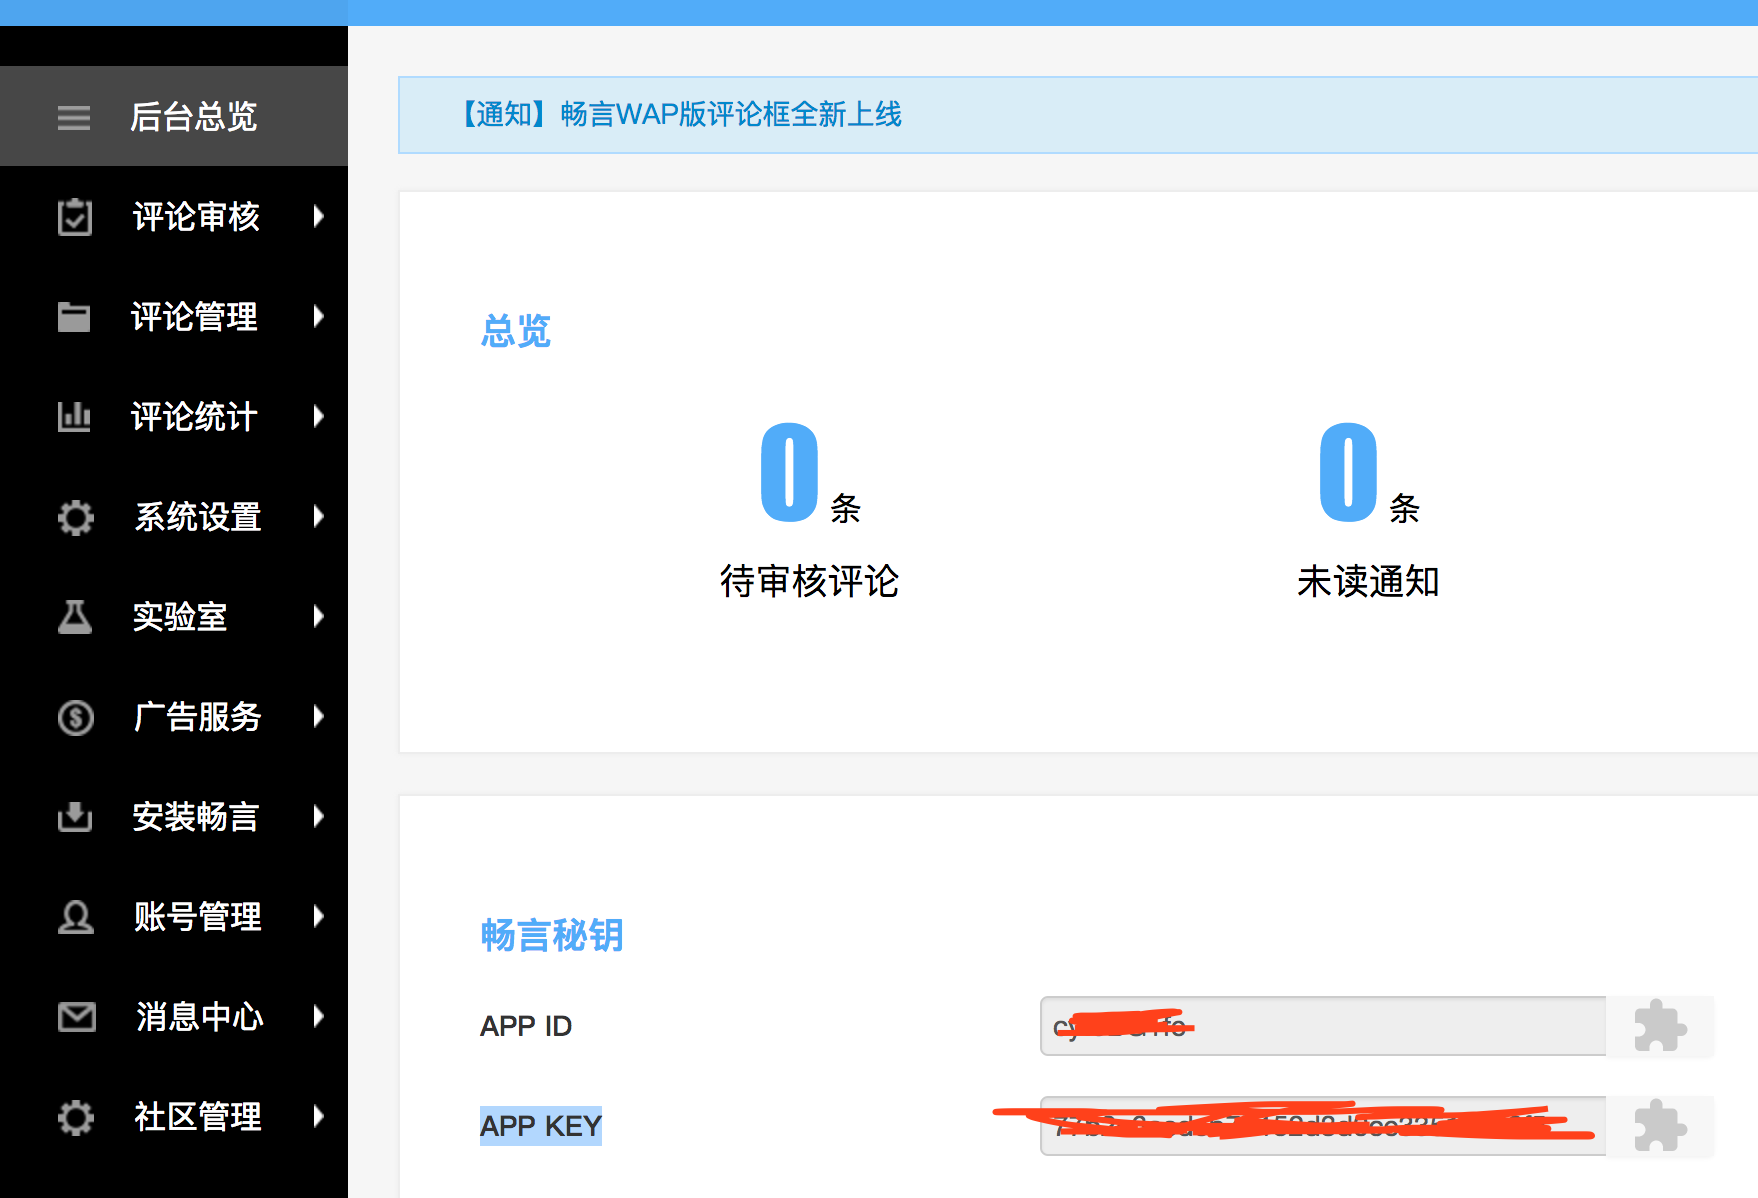 后台总览
评论审核
评论管理
评论统计
系统设置
实验室
广告服务
安装畅言
账号管理
消息中心
社区管理
【通知】畅言WAP版评论框全新上线
总览
0 条
待审核评论
0 条
未读通知
畅言秘钥
APP ID
APP KEY